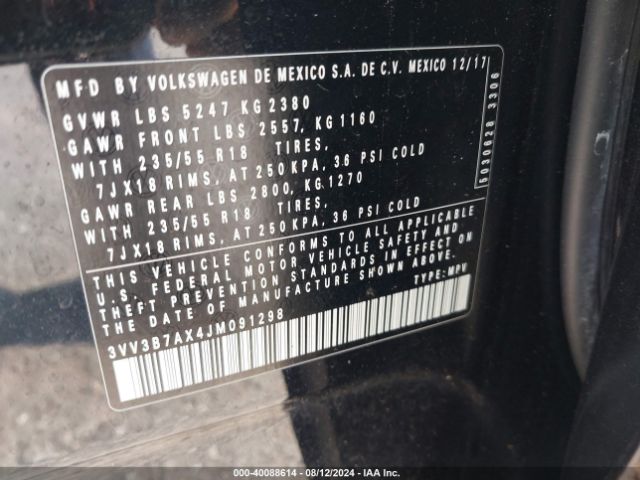 MFD BY VOLKSWAGEN DE MEXICO S.A. DE C.V. MEXICO 12/17
GVWR LBS 5247 KG 2380
GAWR FRONT LBS 2557, KG 1160
WITH 235/55 R18 TIRES,
7JX18 RIMS, AT 250 KPA, 36 PSI COLD
GAWR REAR LBS 2800, KG.1270
WITH 235/55 R18 TIRES,
7JX18 RIMS, AT 250 KPA, 36 PSI COLD
THIS VEHICLE CONFORMS TO ALL APPLICABLE
U.S. FEDERAL MOTOR VEHICLE SAFETY AND
THEFT PREVENTION STANDARDS IN EFFECT ON
THE DATE OF MANUFACTURE SHOWN ABOVE.
TYPE: MPV
3VV3B7AX4JM091298
5030628 3306
000-40088614 - 08/12/2024 - IAA Inc.